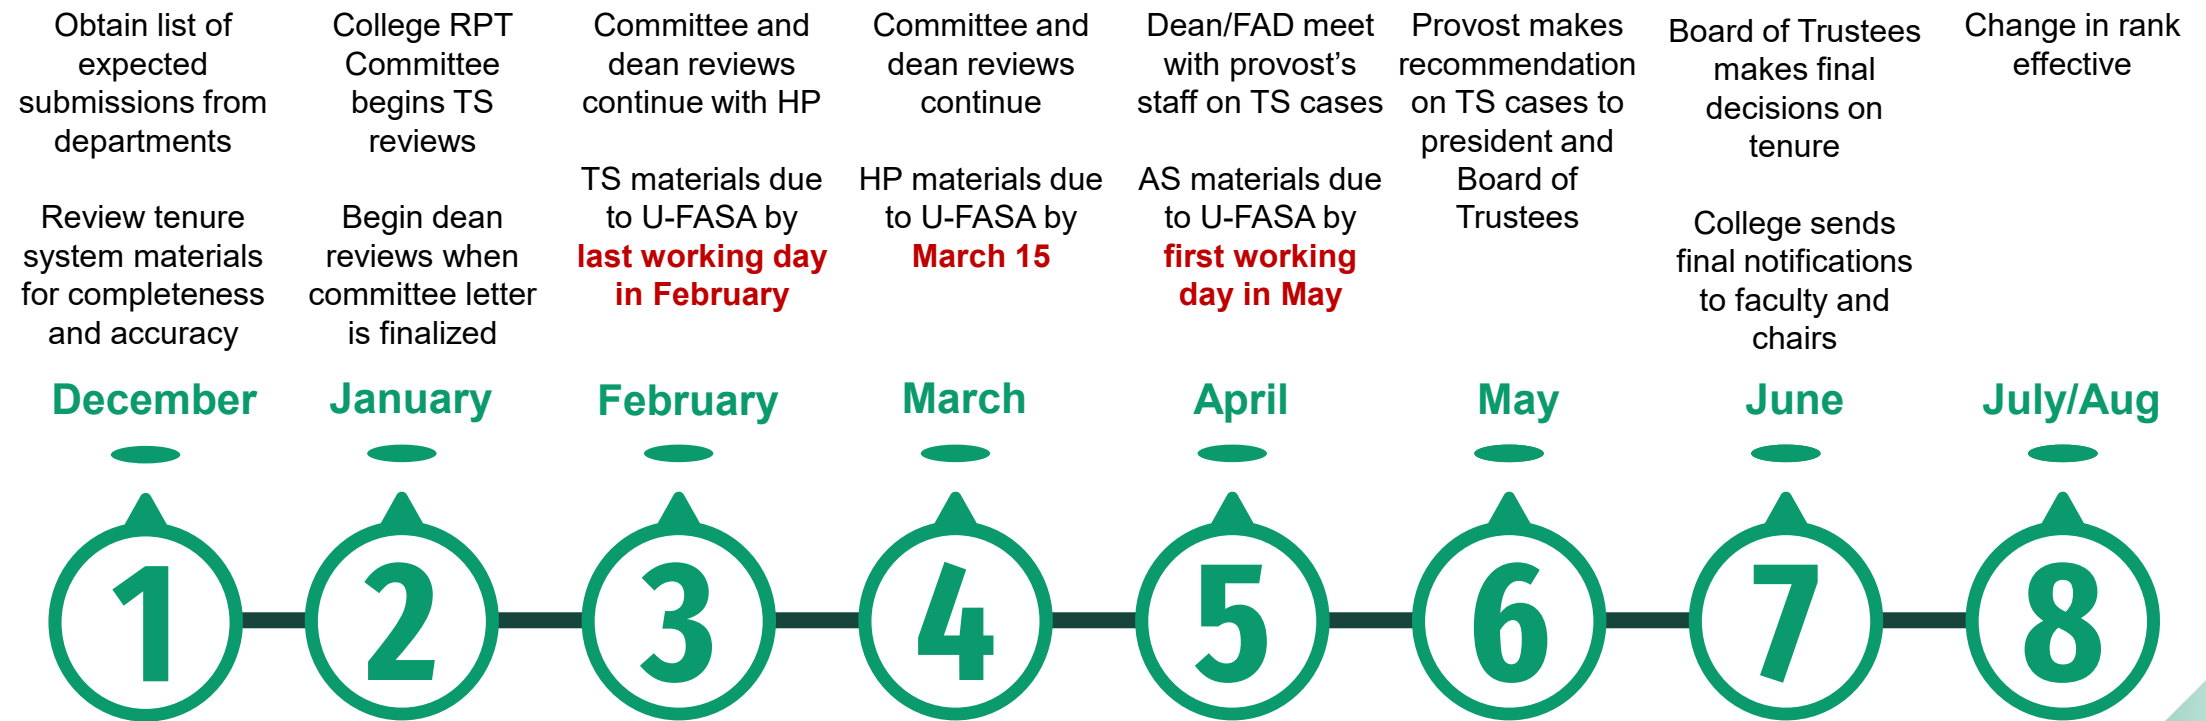 Obtain list of
expected
submissions from
departments
Review tenure
system materials
for completeness
and accuracy
December
1
College RPT
Committee
begins TS
reviews
Begin dean
reviews when
committee letter
is finalized
January
2
Committee and
dean reviews
continue with HP
TS materials due
to U-FASA by
last working day
in February
February
3
Committee and
dean reviews
continue
HP materials due
to U-FASA by
March 15
March
4
Dean/FAD meet
with provost’s
staff on TS cases
AS materials due
to U-FASA by
first working
day in May
April
5
Provost makes
recommendation
on TS cases to
president and
Board of
Trustees
May
6
Board of Trustees
makes final
decisions on
tenure
College sends
final notifications
to faculty and
chairs
June
7
Change in rank
effective
July/Aug
8